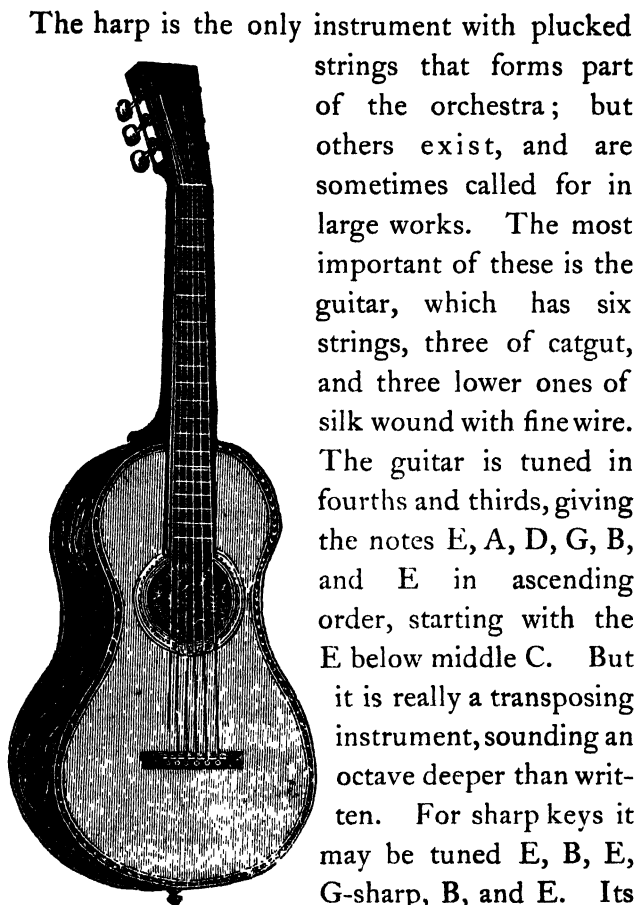 The harp is the only instrument with plucked
strings that forms part
of the orchestra; but
others exist, and are
sometimes called for in
large works. The most
important of these is the
guitar, which has six
strings, three of catgut,
and three lower ones of
silk wound with fine wire.
The guitar is tuned in
fourths and thirds, giving
the notes E, A, D, G, B,
and E in ascending
order, starting with the
E below middle C. But
it is really a transposing
instrument, sounding an
octave deeper than writ-
ten. For sharp keys it
may be tuned E, B, E,
G-sharp, B, and E. Its